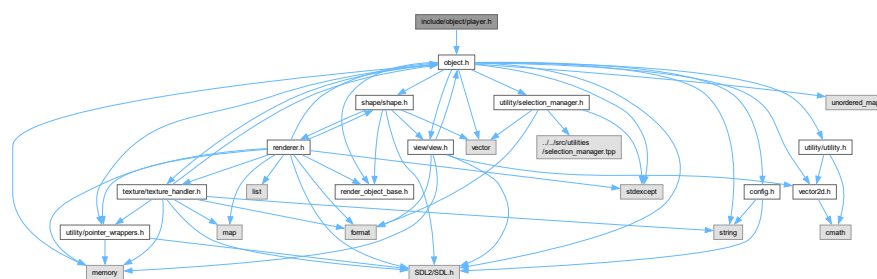 include/object/player.h
object.h
shape/shape.h
utility/selection_manager.h
unordered_map
renderer.h
view/view.h
vector
../../src/utilities
/selection_manager.tpp
utility/utility.h
texture/texture_handler.h
list
render_object_base.h
stdexcept
config.h
vector2d.h
utility/pointer_wrappers.h
map
format
string
cmath
memory
SDL2/SDL.h